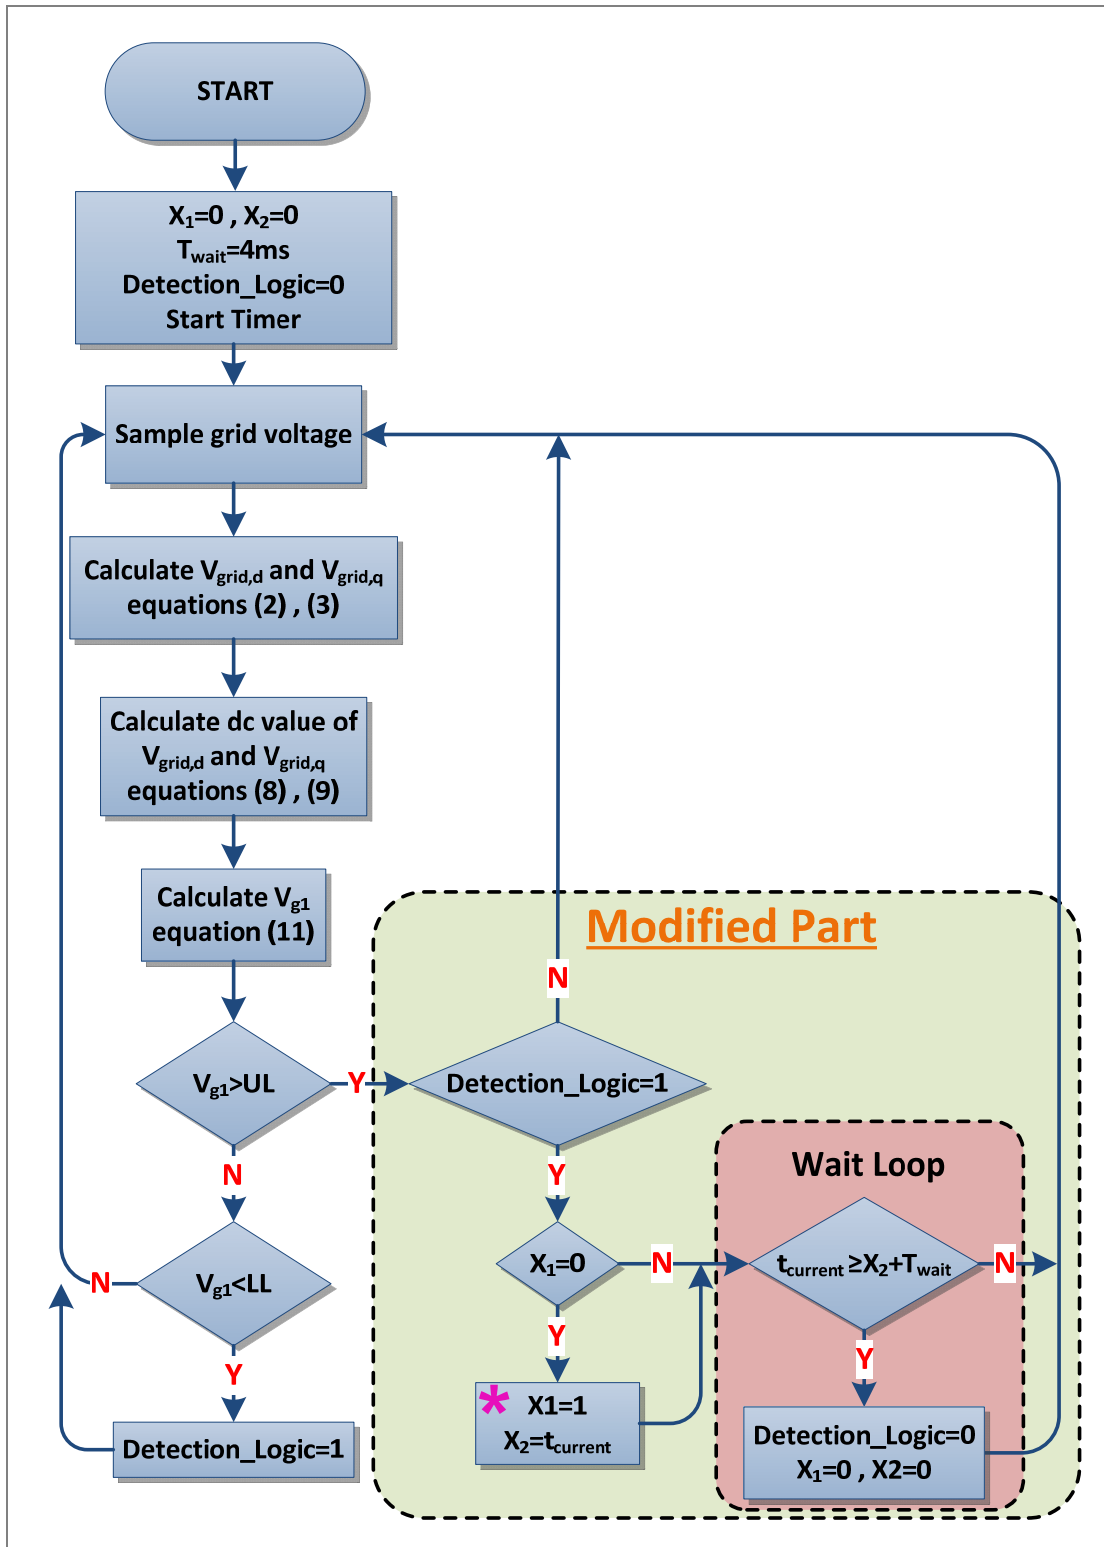 START
X₁=0 , X₂=0
T_wait=4ms
Detection_Logic=0
Start Timer
Sample grid voltage
Calculate V_grid,d and V_grid,q
equations (2) , (3)
Calculate dc value of
V_grid,d and V_grid,q
equations (8) , (9)
Calculate V_g1
equation (11)
Modified Part
N
V_g1>UL
Y
Detection_Logic=1
N
Y
Wait Loop
V_g1<LL
N
X₁=0
N
t_current ≥X₂+T_wait
N
Y
Y
Y
Detection_Logic=1
* X1=1
X₂=t_current
Detection_Logic=0
X₁=0 , X2=0